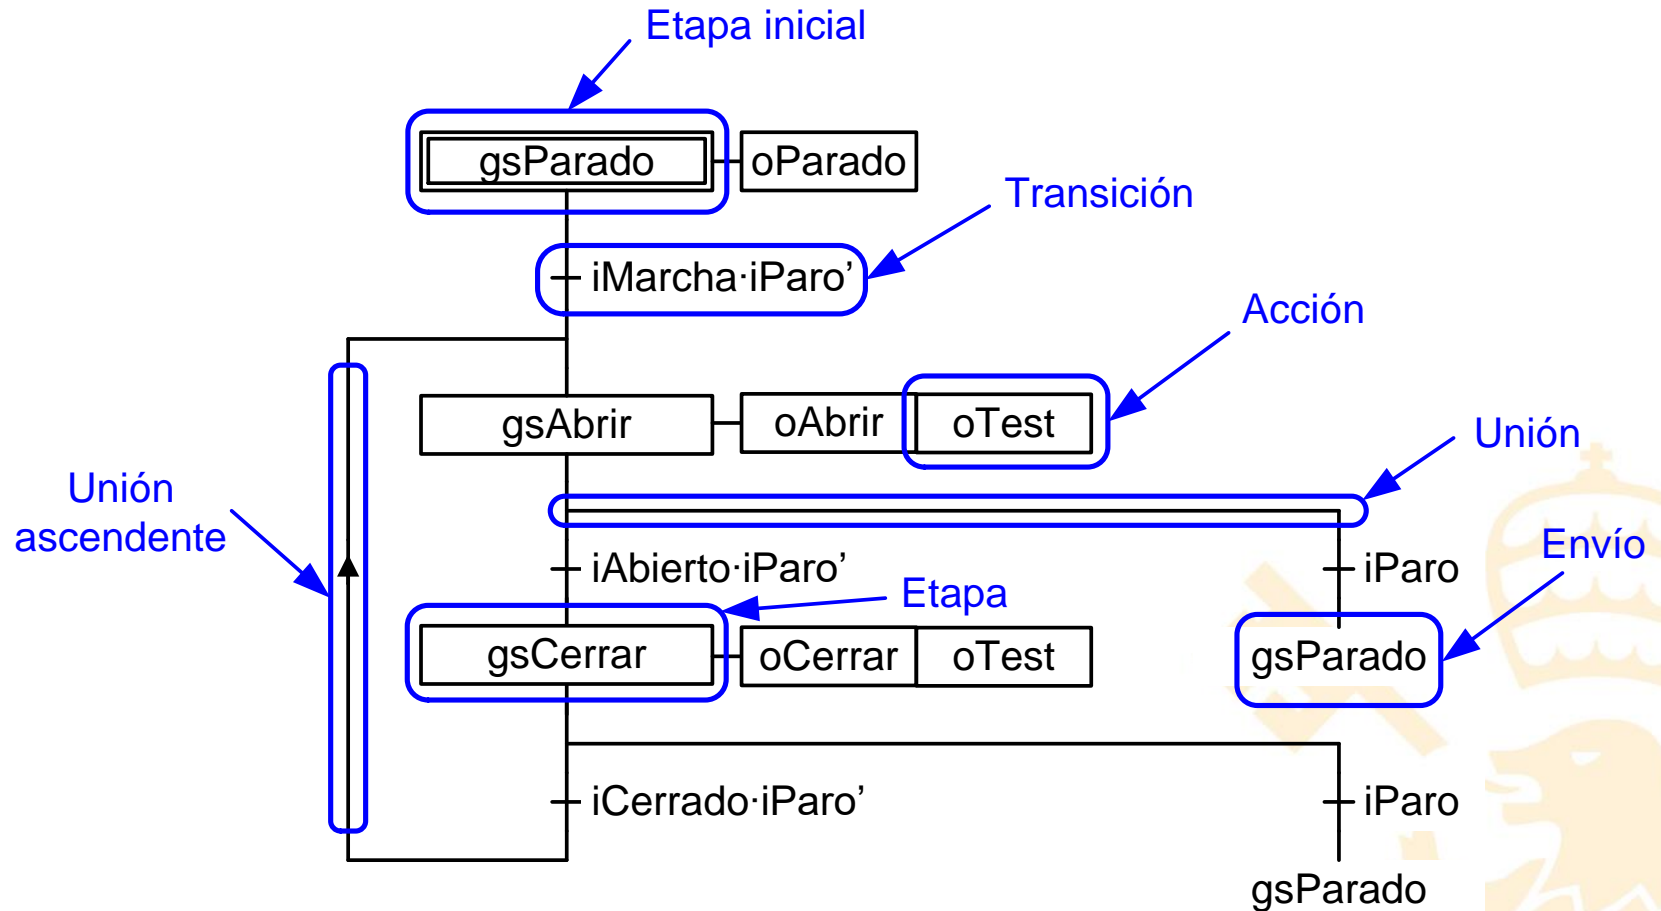 Etapa inicial
gsParado oParado
Transición
iMarcha·iParo’
Acción
gsAbrir oAbrir oTest
Unión
Unión
ascendente
Envío
iAbierto·iParo’ iParo
Etapa
gsCerrar oCerrar oTest gsParado
iCerrado·iParo’ iParo
gsParado